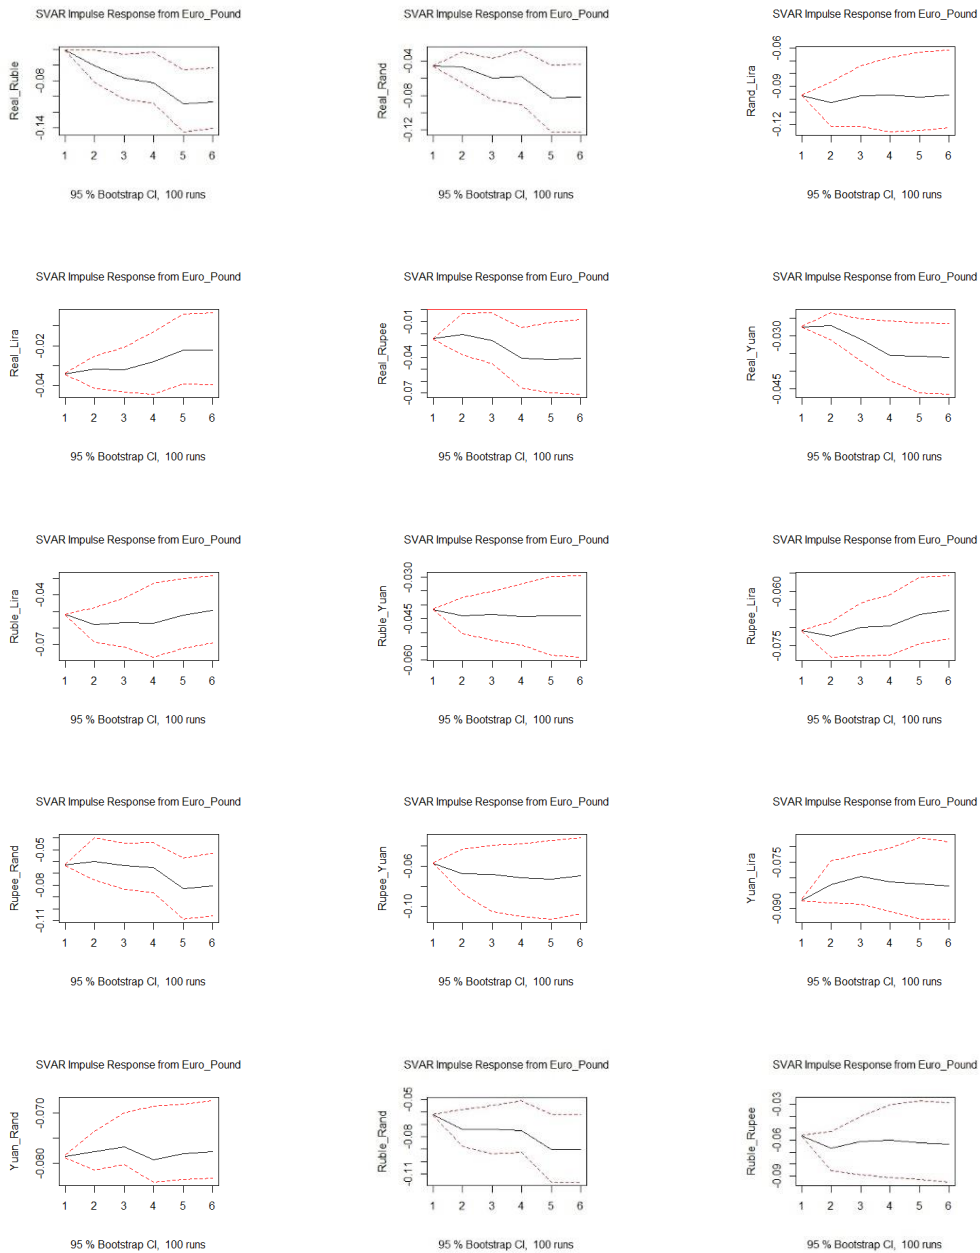 SVAR Impulse Response from Euro_Pound
SVAR Impulse Response from Euro_Pound
SVAR Impulse Response from Euro_Pound
Real_Ruble
-0.08
-0.14
1 2 3 4 5 6
95 % Bootstrap CI, 100 runs
Real_Rand
-0.04
-0.08
-0.12
1 2 3 4 5 6
95 % Bootstrap CI, 100 runs
Rand_Lira
-0.06
-0.09
-0.12
1 2 3 4 5 6
95 % Bootstrap CI, 100 runs
SVAR Impulse Response from Euro_Pound
SVAR Impulse Response from Euro_Pound
SVAR Impulse Response from Euro_Pound
Real_Lira
-0.02
-0.04
1 2 3 4 5 6
95 % Bootstrap CI, 100 runs
Real_Rupee
-0.01
-0.04
-0.07
1 2 3 4 5 6
95 % Bootstrap CI, 100 runs
Real_Yuan
-0.030
-0.045
1 2 3 4 5 6
95 % Bootstrap CI, 100 runs
SVAR Impulse Response from Euro_Pound
SVAR Impulse Response from Euro_Pound
SVAR Impulse Response from Euro_Pound
Ruble_Lira
-0.04
-0.07
1 2 3 4 5 6
95 % Bootstrap CI, 100 runs
Ruble_Yuan
-0.030
-0.045
-0.060
1 2 3 4 5 6
95 % Bootstrap CI, 100 runs
Rupee_Lira
-0.060
-0.075
1 2 3 4 5 6
95 % Bootstrap CI, 100 runs
SVAR Impulse Response from Euro_Pound
SVAR Impulse Response from Euro_Pound
SVAR Impulse Response from Euro_Pound
Rupee_Rand
-0.05
-0.08
-0.11
1 2 3 4 5 6
95 % Bootstrap CI, 100 runs
Rupee_Yuan
-0.06
-0.10
1 2 3 4 5 6
95 % Bootstrap CI, 100 runs
Yuan_Lira
-0.075
-0.090
1 2 3 4 5 6
95 % Bootstrap CI, 100 runs
SVAR Impulse Response from Euro_Pound
SVAR Impulse Response from Euro_Pound
SVAR Impulse Response from Euro_Pound
Yuan_Rand
-0.070
-0.080
1 2 3 4 5 6
95 % Bootstrap CI, 100 runs
Ruble_Rand
-0.05
-0.08
-0.11
1 2 3 4 5 6
95 % Bootstrap CI, 100 runs
Ruble_Rupee
-0.03
-0.06
-0.09
1 2 3 4 5 6
95 % Bootstrap CI, 100 runs